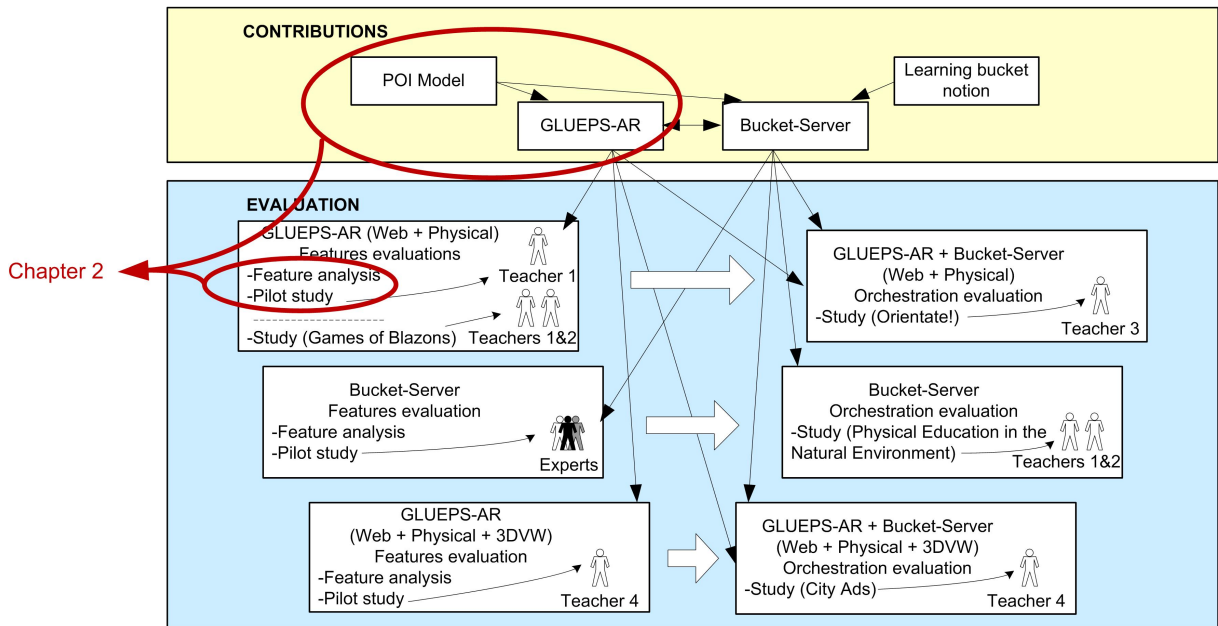 CONTRIBUTIONS
POI Model
Learning bucket
notion
GLUEPS-AR
Bucket-Server
EVALUATION
GLUEPS-AR (Web + Physical)
Features evaluations
-Feature analysis
-Pilot study
Teacher 1
-Study (Games of Blazons)
Teachers 1&2
Chapter 2
GLUEPS-AR + Bucket-Server
(Web + Physical)
Orchestration evaluation
-Study (Orientate!)
Teacher 3
Bucket-Server
Features evaluation
-Feature analysis
-Pilot study
Experts
Bucket-Server
Orchestration evaluation
-Study (Physical Education in the
Natural Environment)
Teachers 1&2
GLUEPS-AR
(Web + Physical + 3DVW)
Features evaluation
-Feature analysis
-Pilot study
Teacher 4
GLUEPS-AR + Bucket-Server
(Web + Physical + 3DVW)
Orchestration evaluation
-Study (City Ads)
Teacher 4